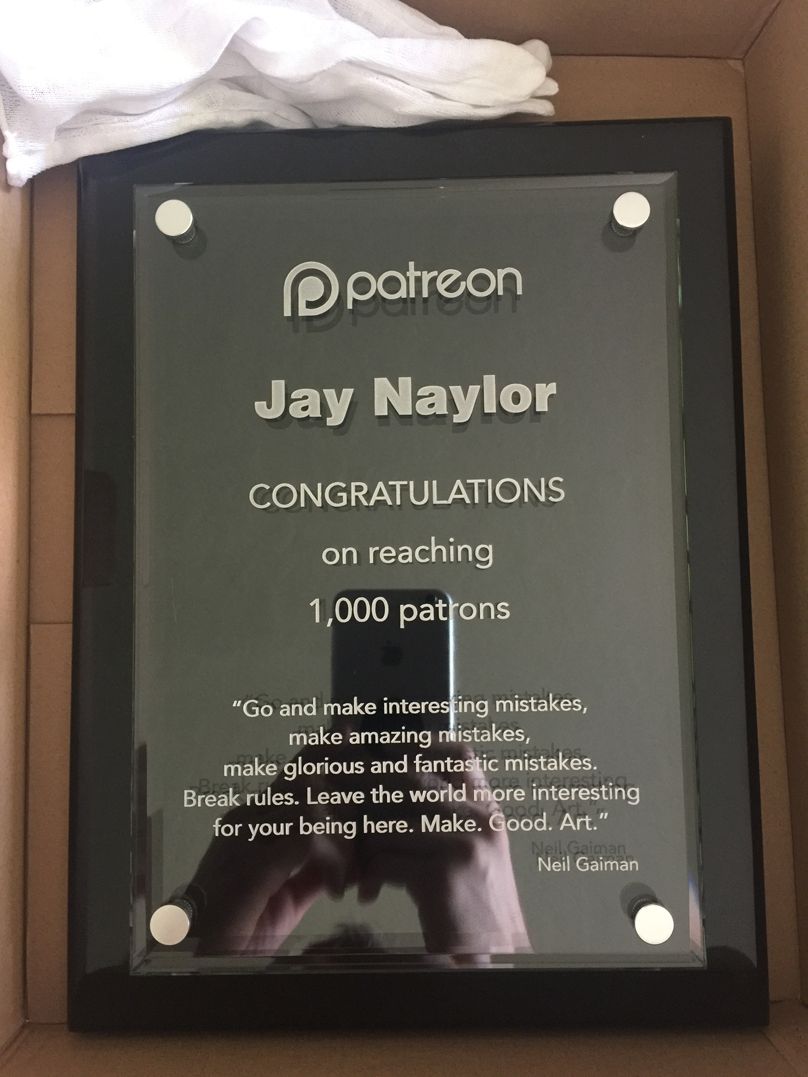 patreon
Jay Naylor
CONGRATULATIONS
on reaching
1,000 patrons
“Go and make interesting mistakes,
make amazing mistakes,
make glorious and fantastic mistakes.
Break rules. Leave the world more interesting
for your being here. Make. Good. Art.”
Neil Gaiman